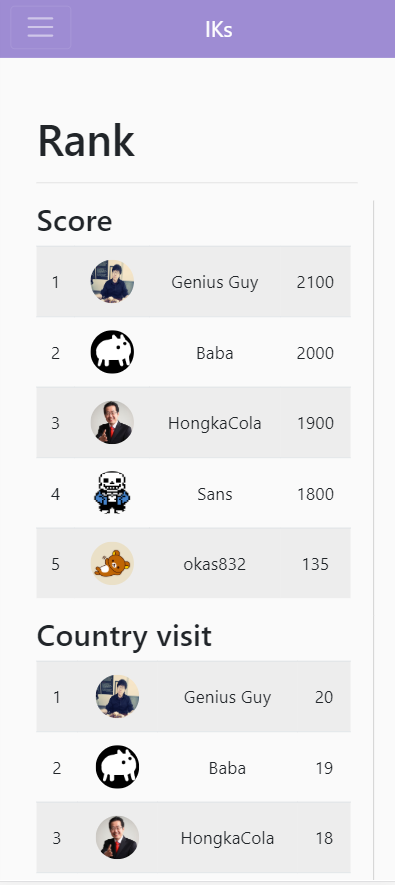 IKs
Rank
Score
1 Genius Guy 2100
2 Baba 2000
3 HongkaCola 1900
4 Sans 1800
5 okas832 135
Country visit
1 Genius Guy 20
2 Baba 19
3 HongkaCola 18